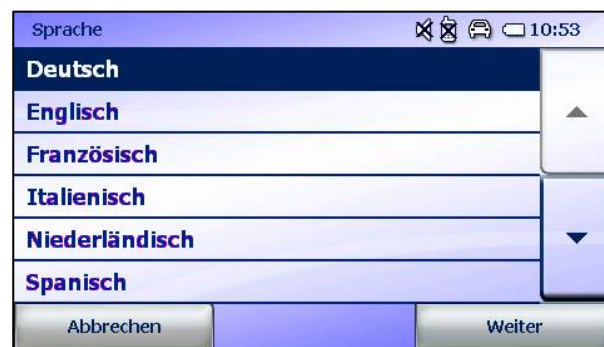 Sprache 10:53
Deutsch
Englisch
Französisch
Italienisch
Niederländisch
Spanisch
Abbrechen Weiter